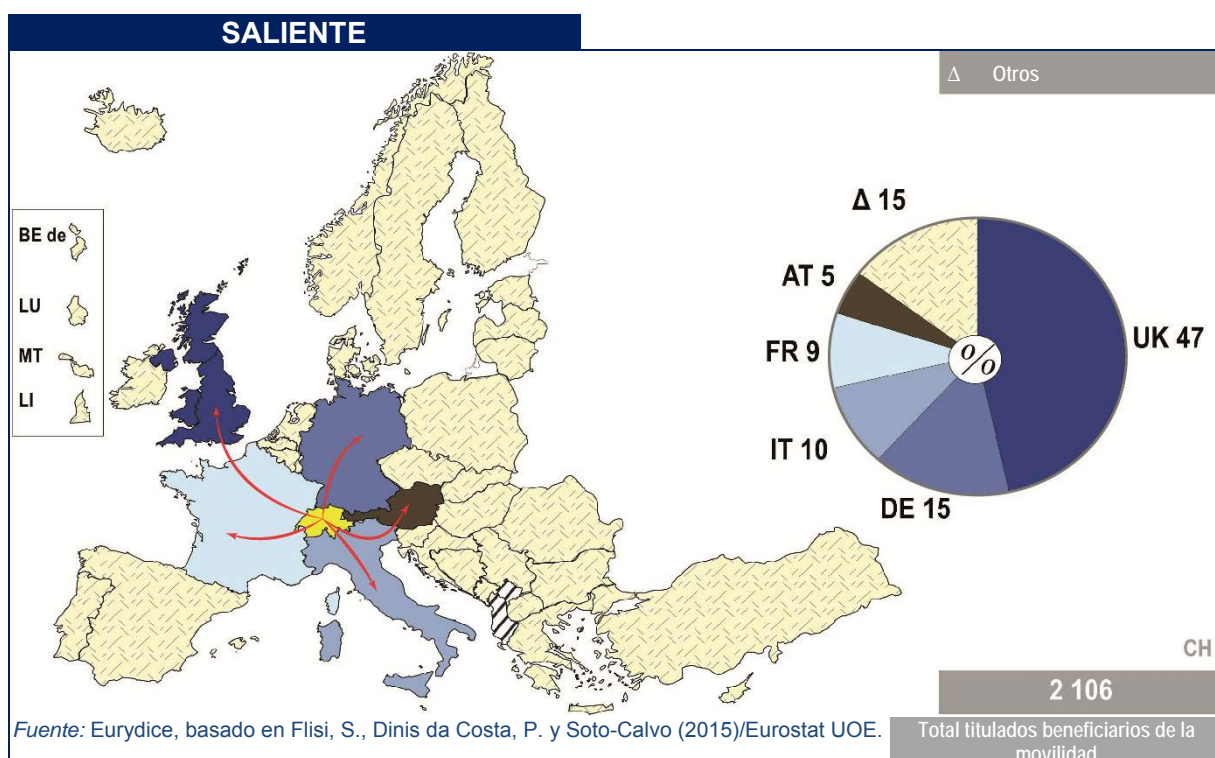 SALIENTE
Δ Otros
BE de
LU
MT
LI
Δ 15
AT 5
FR 9
IT 10
DE 15
UK 47
%
CH
2 106
Total titulados beneficiarios de la
movilidad
Fuente: Eurydice, basado en Flisi, S., Dinis da Costa, P. y Soto-Calvo (2015)/Eurostat UOE.